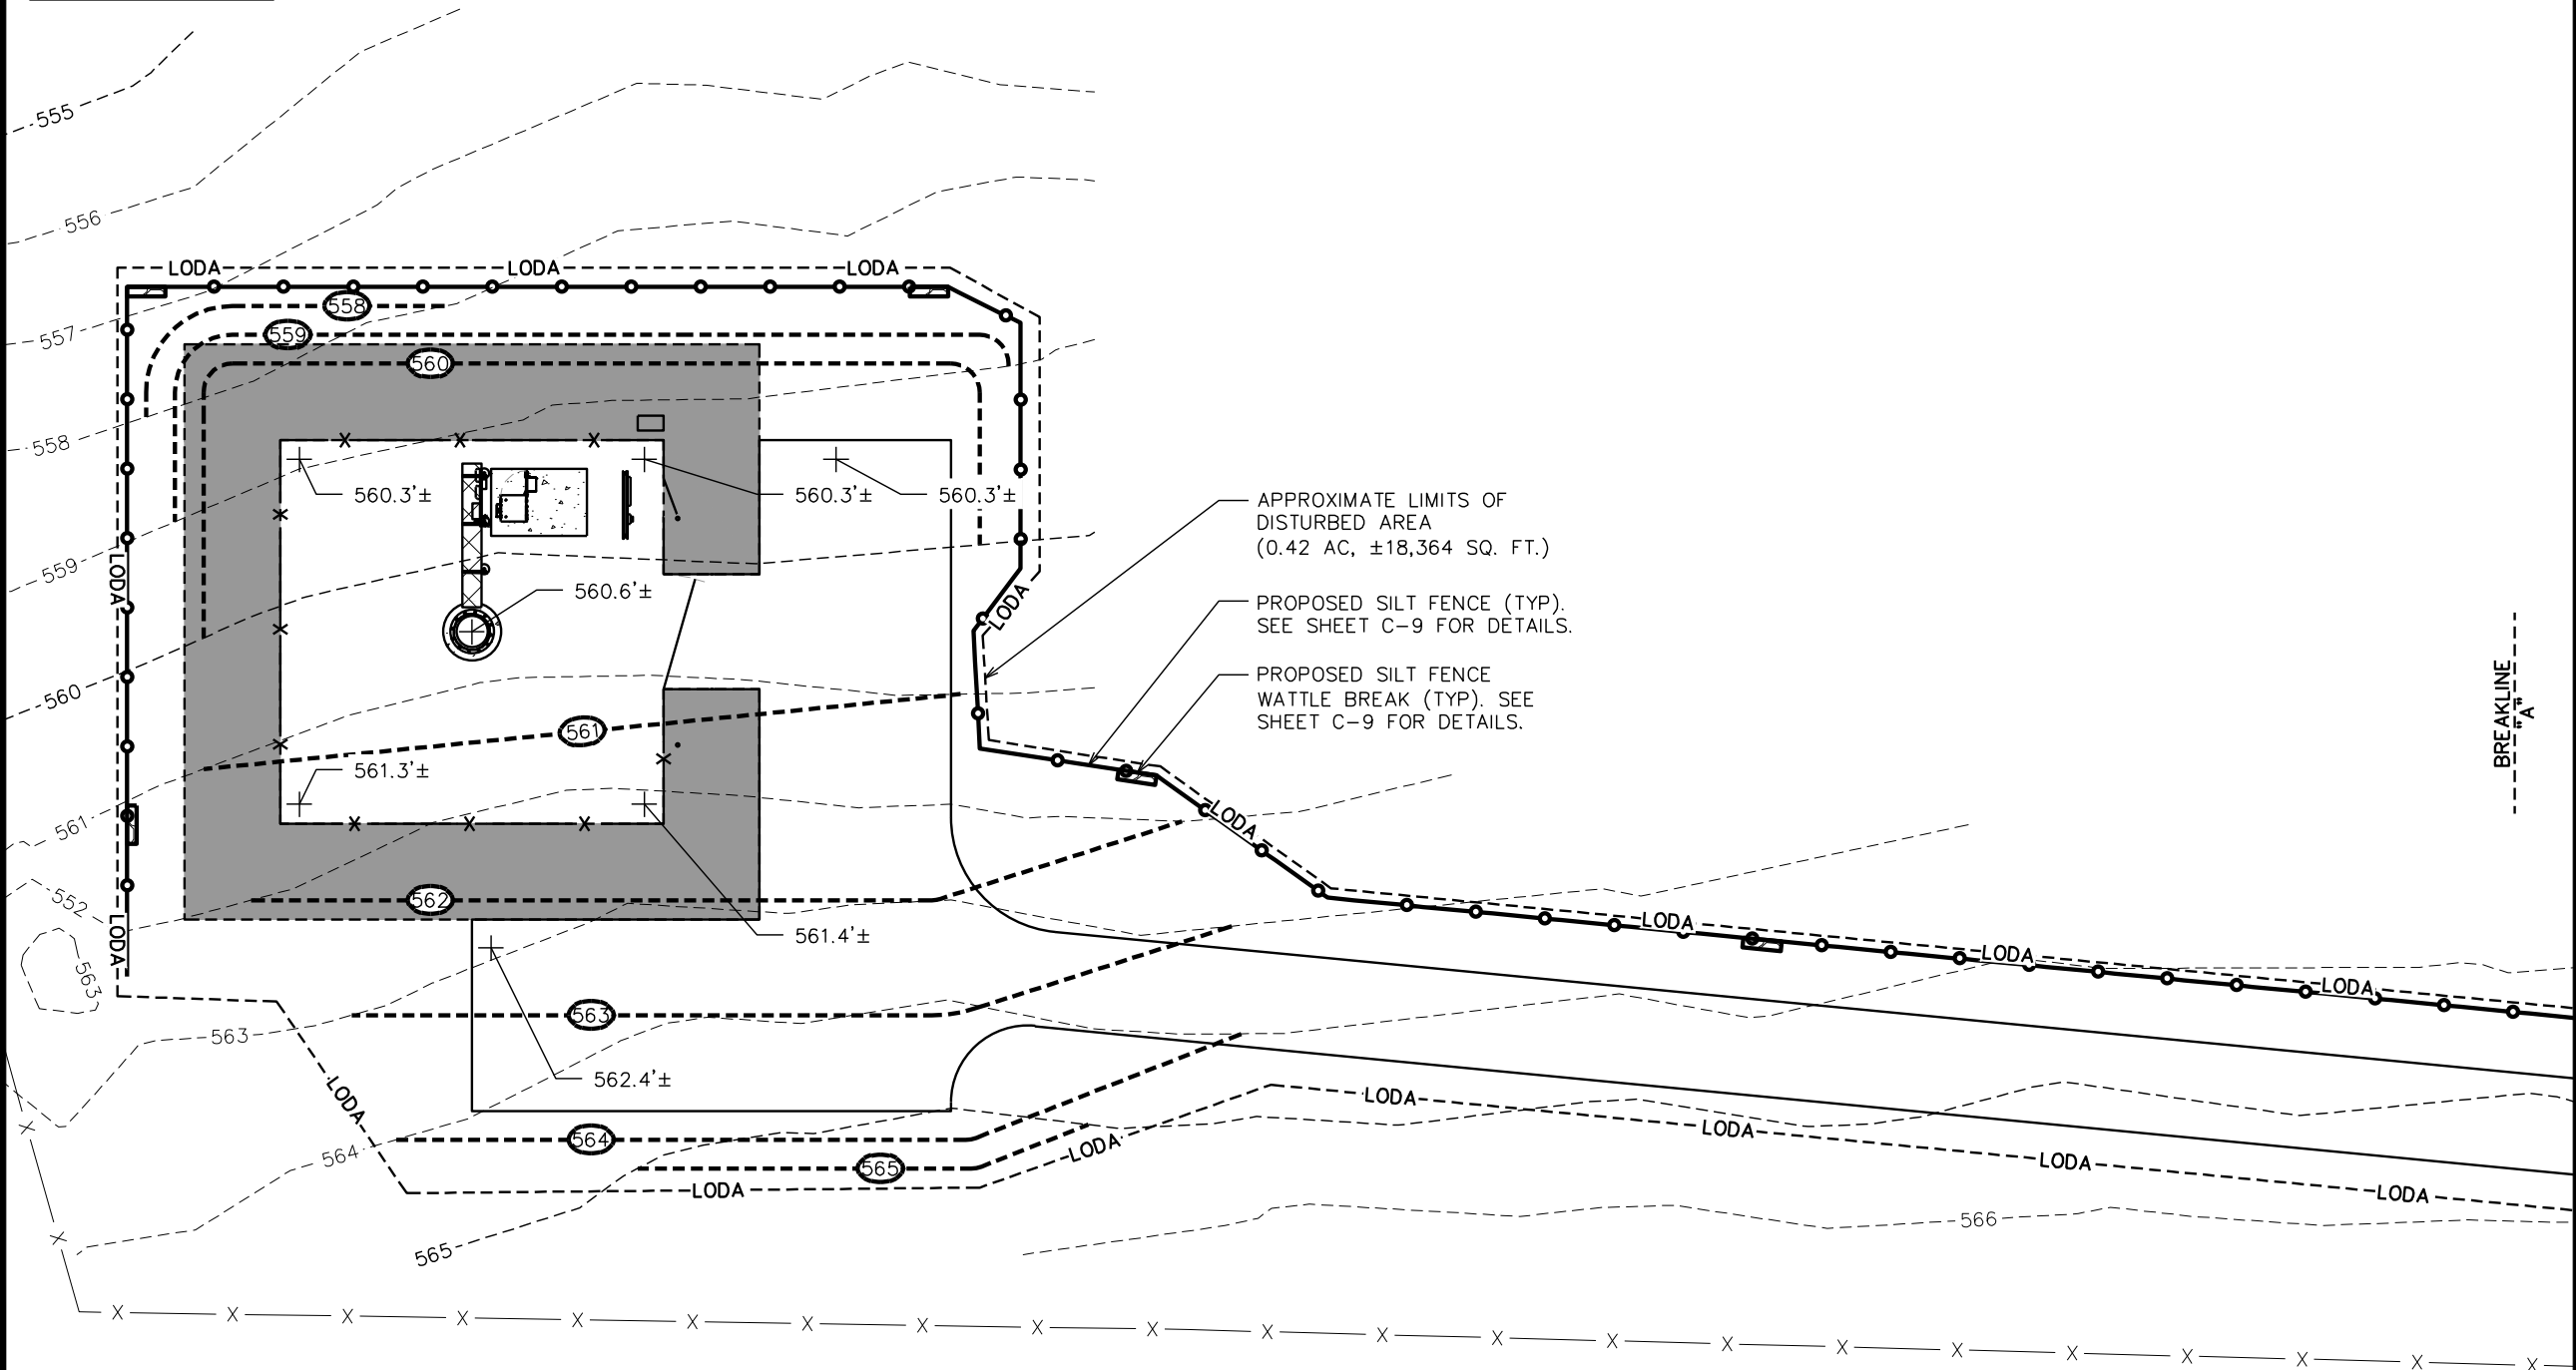 555
556
LODA
LODA
LODA
558
557
559
560
558
560.3'±
560.3'±
560.3'±
APPROXIMATE LIMITS OF
DISTURBED AREA
(0.42 AC, ±18,364 SQ. FT.)
559
LODA
560.6'±
LODA
PROPOSED SILT FENCE (TYP).
SEE SHEET C-9 FOR DETAILS.
PROPOSED SILT FENCE
WATTLE BREAK (TYP). SEE
SHEET C-9 FOR DETAILS.
BREAKLINE
"A"
560
561
561.3'±
561
LODA
552
562
LODA
561.4'±
LODA
LODA
LODA
563
563
563
562.4'±
LODA
LODA
564
564
LODA
LODA
565
LODA
LODA
LODA
565
566
X X X X X X X X X X X X X X X X X X X X X X